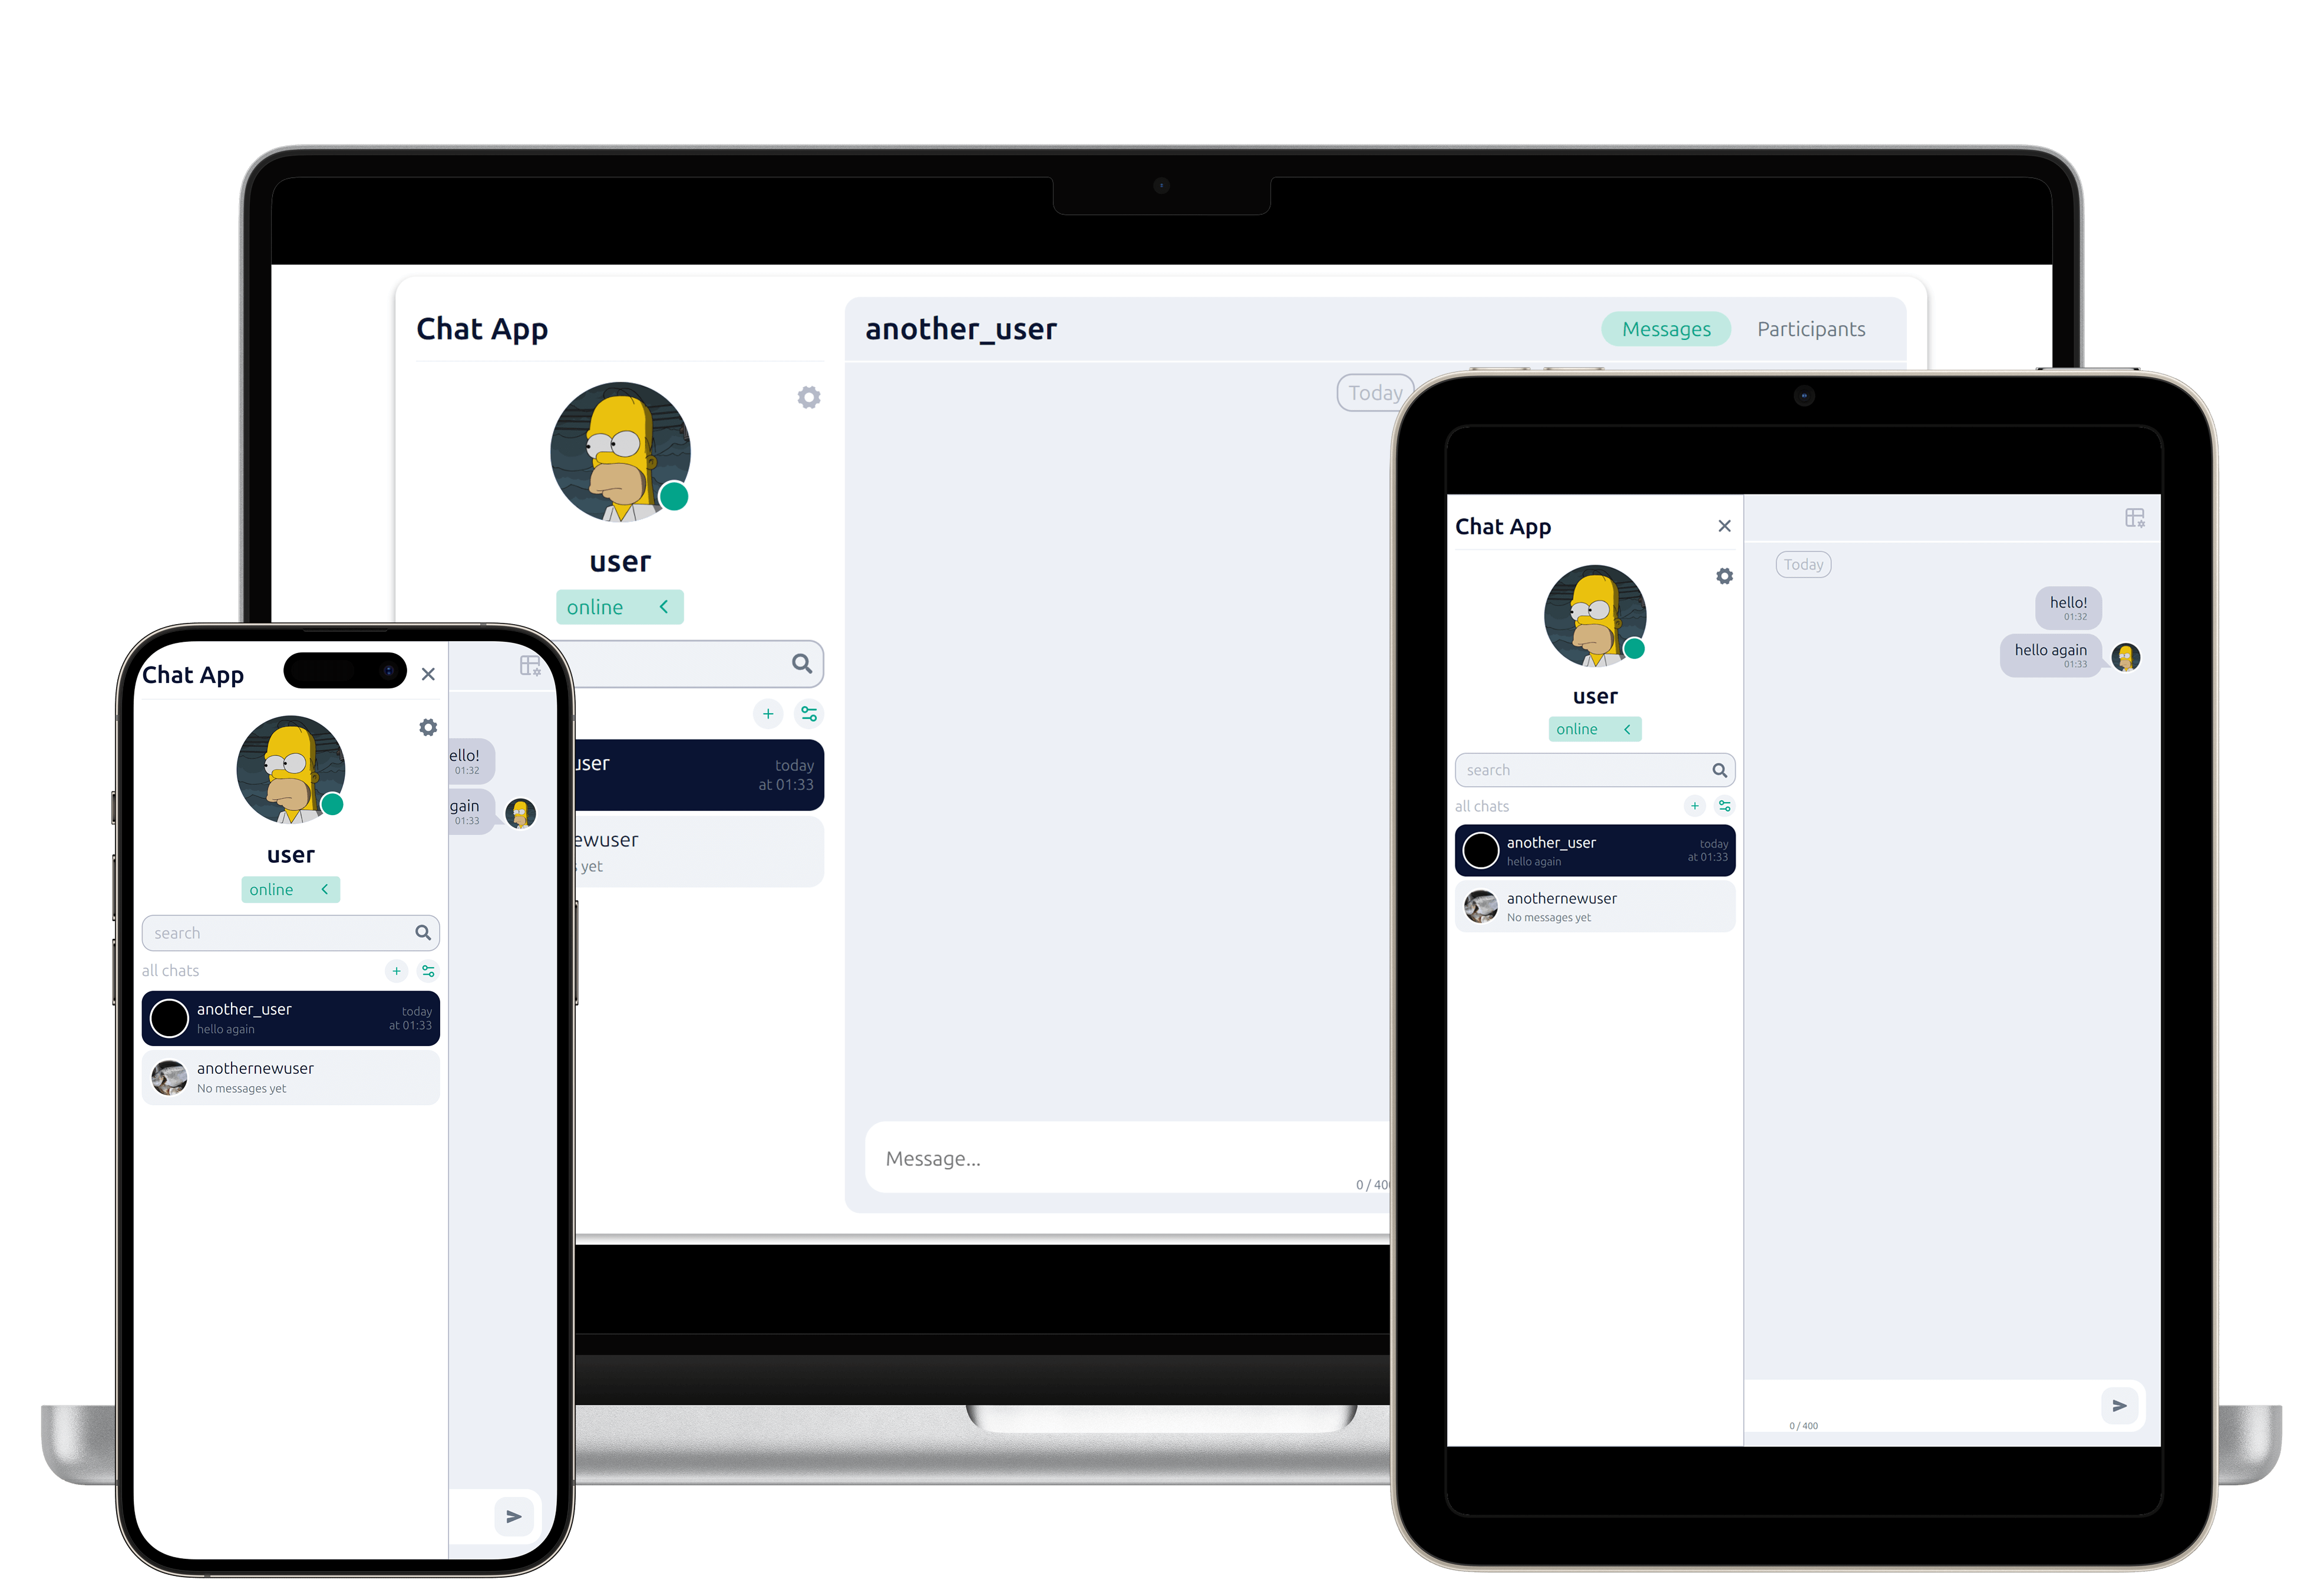 Chat App
user
online
user
today
at 01:33
ewuser
yet
another_user
Messages
Participants
Today
Message...
0 / 400
Chat App
user
online
search
all chats
another_user
today
hello again
at 01:33
anothernewuser
No messages yet
ello!
01:32
gain
01:33
Chat App
user
online
search
all chats
another_user
today
hello again
at 01:33
anothernewuser
No messages yet
Today
hello!
01:32
hello again
01:33
0 / 400